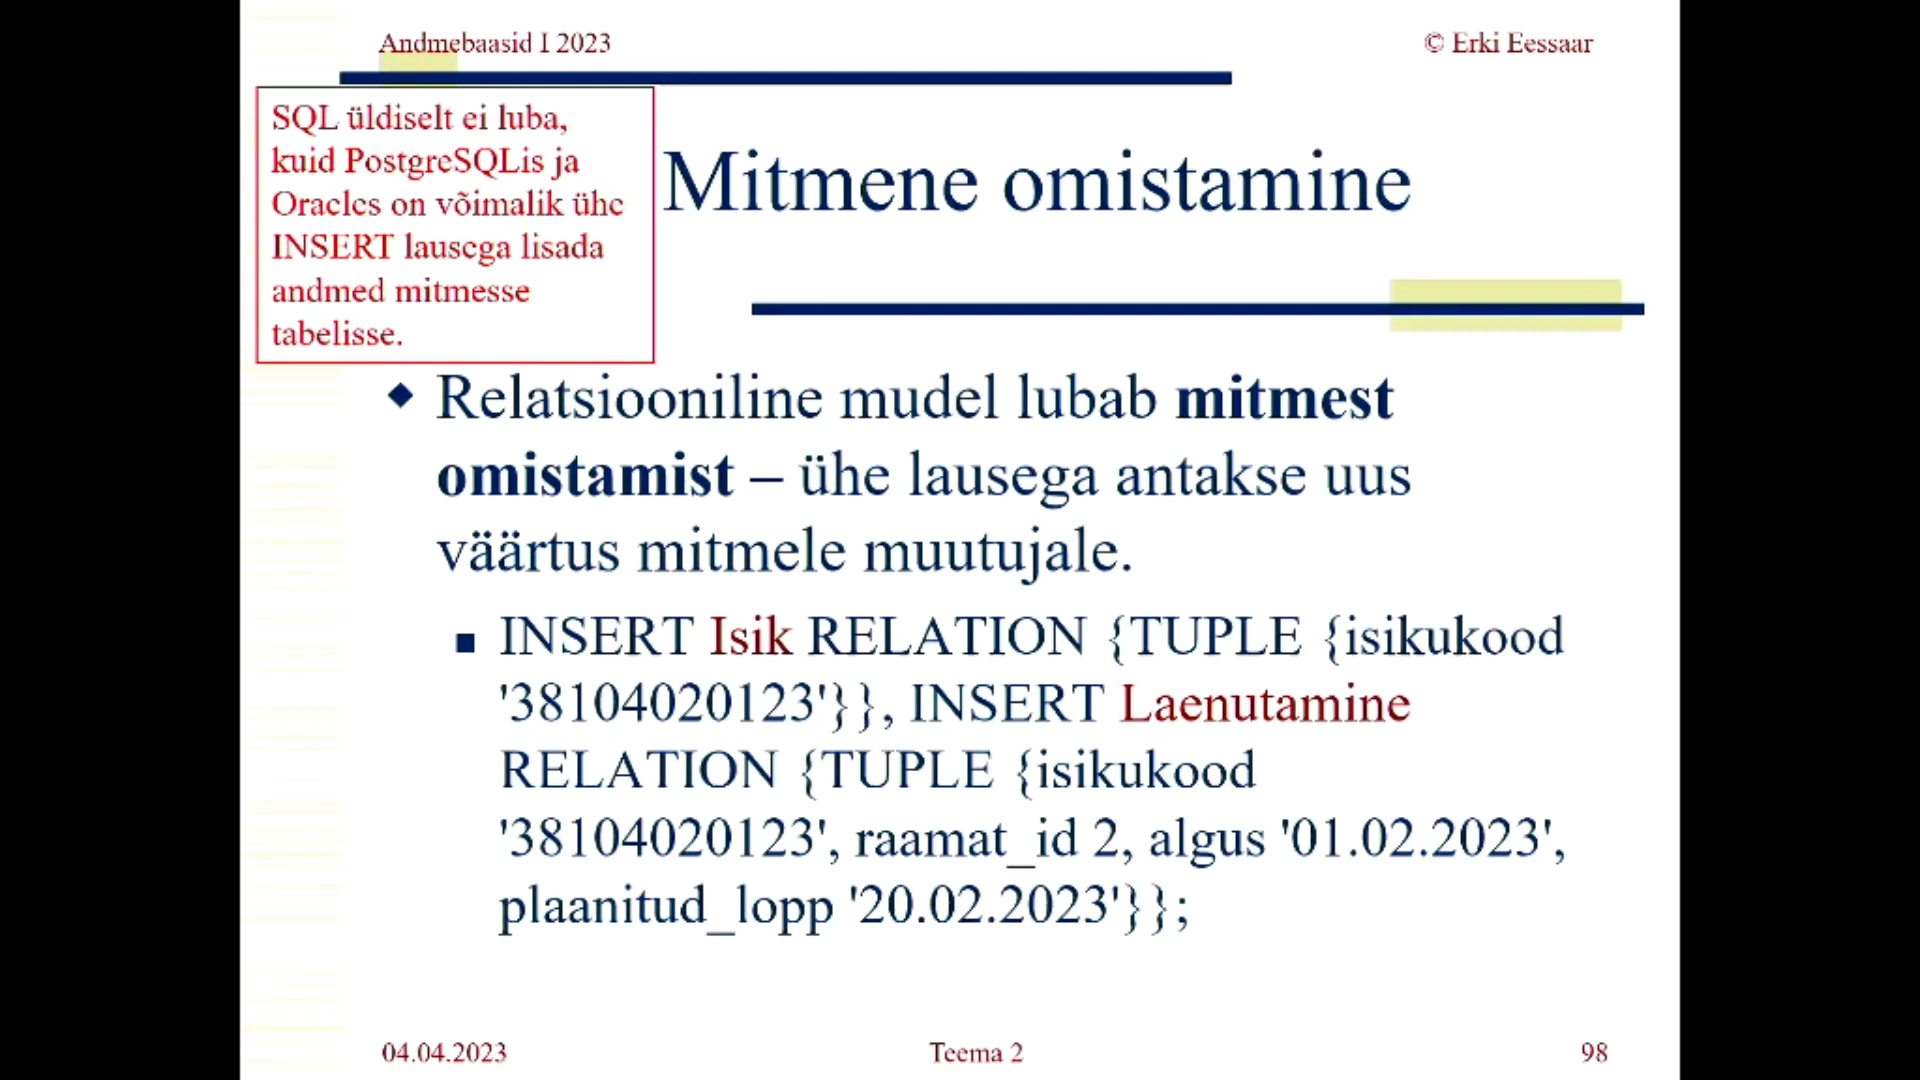 Andmebaasid I 2023
© Erki Eessaar
SQL üldiselt ei luba,
kuid PostgreSQLis ja
Oracles on võimalik ühe
INSERT lausega lisada
andmed mitmesse
tabelisse.
Mitmene omistamine
Relatsiooniline mudel lubab mitmest
omistamist – ühe lausega antakse uus
väärtus mitmele muutujale.
INSERT Isik RELATION {TUPLE {isikukood
'38104020123'}}, INSERT Laenutamine
RELATION {TUPLE {isikukood
'38104020123', raamat_id 2, algus '01.02.2023',
plaanitud_lopp '20.02.2023'}};
04.04.2023
Teema 2
98